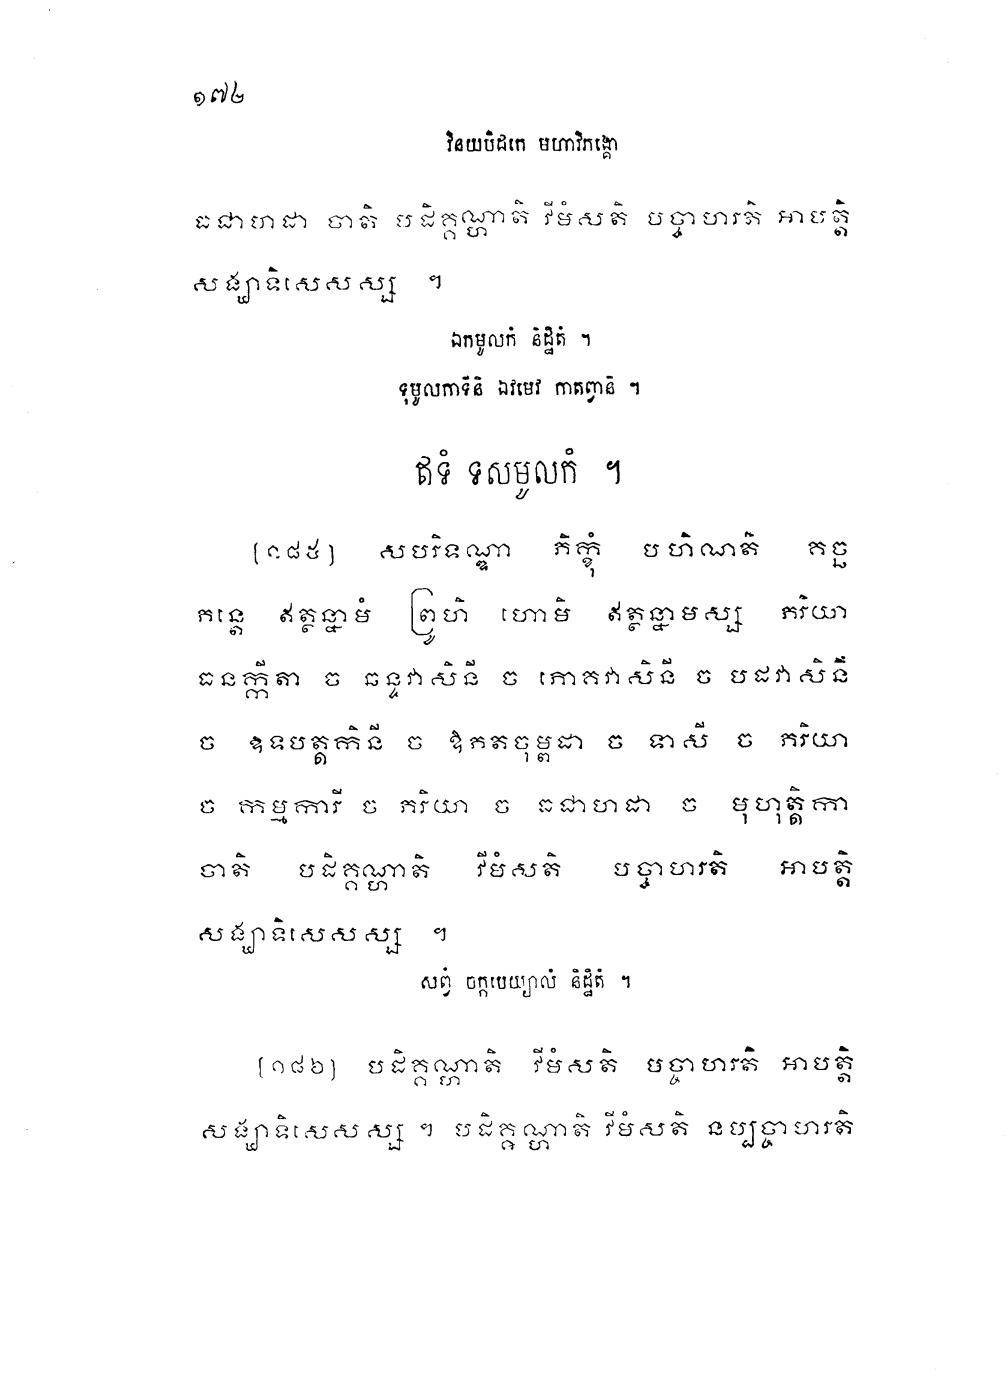 ១៧២
វិនយបិដកេ មហាវិភង្គោ
ធជាហដា ចាតិ បដិគ្គណ្ហាតិ វីមំសតិ បច្ចាហរតិ អាបត្តិ
សង្ឃាទិសេសស្ស ។
ឯកមូលកំ និដ្ឋិតំ ។
ទុមូលកាទីនិ ឯវមេវ កាតព្វានិ ។
ឥទំ ទសមូលកំ ។
[១៨៥] សបរិទណ្ឌា ភិក្ខុំ បហិណតិ គច្ឆ
ភន្តេ ឥត្ថន្នាមំ ព្រូហិ ហោមិ ឥត្ថន្នាមស្ស ភរិយា
ធនក្កីតា ច ឆន្ទវាសិនី ច ភោគវាសិនី ច បដវាសិនី
ច ឧទបត្តកិនី ច ឱភតចុម្ពដា ច ទាសី ច ភរិយា
ច កម្មការី ច ភរិយា ច ធជាហដា ច មុហុត្តិកា
ចាតិ បដិគ្គណ្ហាតិ វីមំសតិ បច្ចាហរតិ អាបត្តិ
សង្ឃាទិសេសស្ស ។
សព្វំ ចក្កបេយ្យាលំ និដ្ឋិតំ ។
[១៨៦] បដិគ្គណ្ហាតិ វីមំសតិ បច្ចាហរតិ អាបត្តិ
សង្ឃាទិសេសស្ស ។ បដិគ្គណ្ហាតិ វីមំសតិ នប្បច្ចាហរតិ